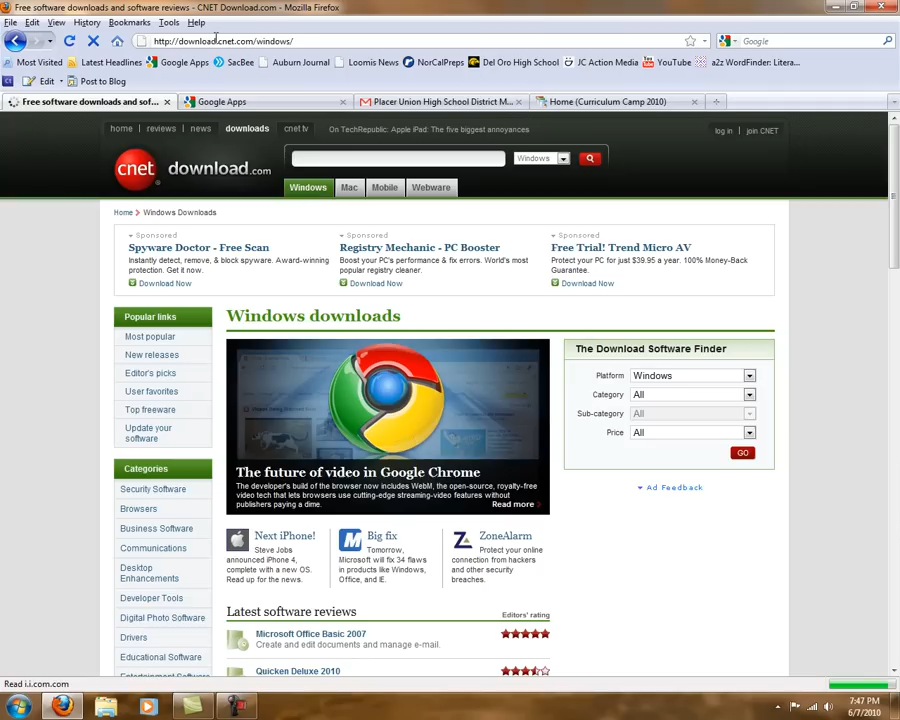 Free software downloads and software reviews - CNET Download.com - Mozilla Firefox
File Edit View History Bookmarks Tools Help
http://download.cnet.com/windows/ Google
Most Visited Latest Headlines Google Apps SacBee Auburn Journal Loomis News NorCalPreps Del Oro High School JC Action Media YouTube a2z WordFinder: Litera...
Edit Post to Blog
Free software downloads and sof... Google Apps Placer Union High School District M... Home (Curriculum Camp 2010)
home reviews news downloads cnet tv On TechRepublic: Apple iPad: The five biggest annoyances log in join CNET
cnet download.com Windows
Windows Mac Mobile Webware
Home Windows Downloads
Sponsored Sponsored Sponsored
Spyware Doctor - Free Scan Registry Mechanic - PC Booster Free Trial! Trend Micro AV
Instantly detect, remove, & block spyware. Award-winning Boost your PC's performance & fix errors. World's most Protect your PC for just $39.95 a year. 100% Money-Back
protection. Get it now. popular registry cleaner. Guarantee.
Download Now Download Now Download Now
Popular links
Most popular
New releases
Editor's picks
User favorites
Top freeware
Update your
software
Categories
Security Software
Browsers
Business Software
Communications
Desktop
Enhancements
Developer Tools
Digital Photo Software
Drivers
Educational Software
Entertainment Software
Windows downloads
The future of video in Google Chrome
The developer's build of the browser now includes WebM, the open-source, royalty-free
video tech that lets browsers use cutting-edge streaming-video features without
publishers paying a dime. Read more
Next iPhone!
Steve Jobs
announced iPhone 4,
complete with a new OS.
Read up for the news.
Big fix
Tomorrow,
Microsoft will fix 34 flaws
in products like Windows,
Office, and IE.
ZoneAlarm
Protect your online
connection from hackers
and other security
breaches.
Latest software reviews Editors' rating
Microsoft Office Basic 2007
Create and edit documents and manage e-mail.
Quicken Deluxe 2010
The Download Software Finder
Platform Windows
Category All
Sub-category All
Price All
GO
Ad Feedback
Read i.i.com.com
7:47 PM
6/7/2010